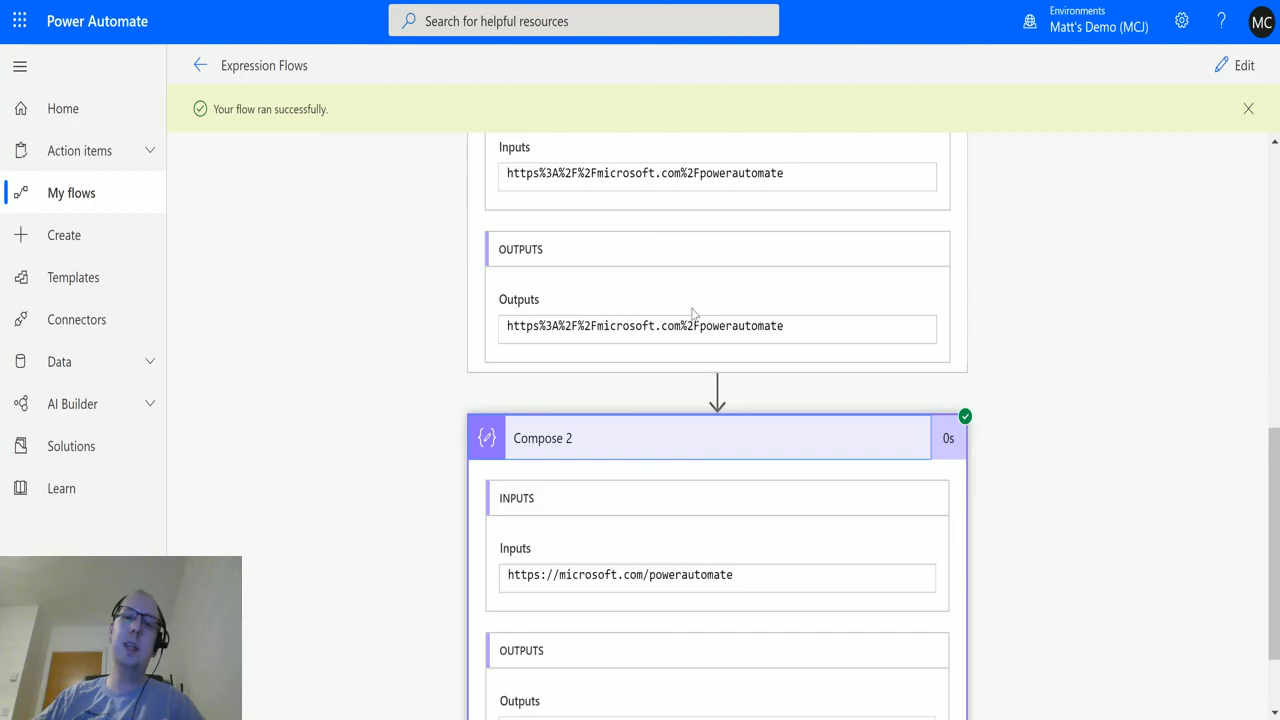 Power Automate
Search for helpful resources
Environments
Matt's Demo (MCJ)
?
MC
Expression Flows
Edit
Your flow ran successfully.
Home
Action items
My flows
Create
Templates
Connectors
Data
AI Builder
Solutions
Learn
Inputs
https%3A%2F%2Fmicrosoft.com%2Fpowerautomate
OUTPUTS
Outputs
https%3A%2F%2Fmicrosoft.com%2Fpowerautomate
Compose 2
0s
INPUTS
Inputs
https://microsoft.com/powerautomate
OUTPUTS
Outputs